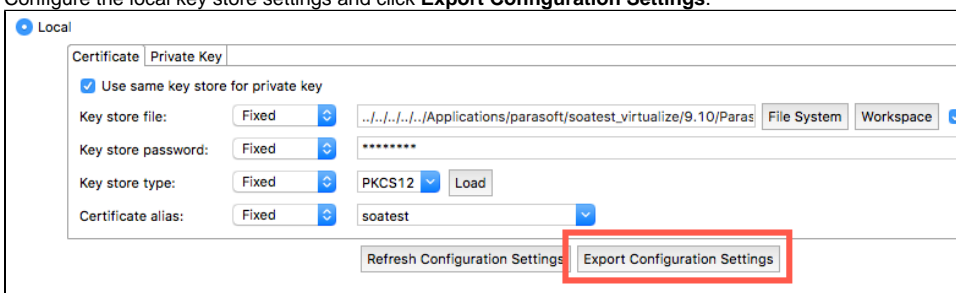 Configure the local key store settings and click Export Configuration Settings.
Local
Certificate Private Key
Use same key store for private key
Key store file: Fixed ../../../../../Applications/parasoft/soatest_virtualize/9.10/Paras File System Workspace
Key store password: Fixed ********
Key store type: Fixed PKCS12 Load
Certificate alias: Fixed soatest
Refresh Configuration Settings Export Configuration Settings